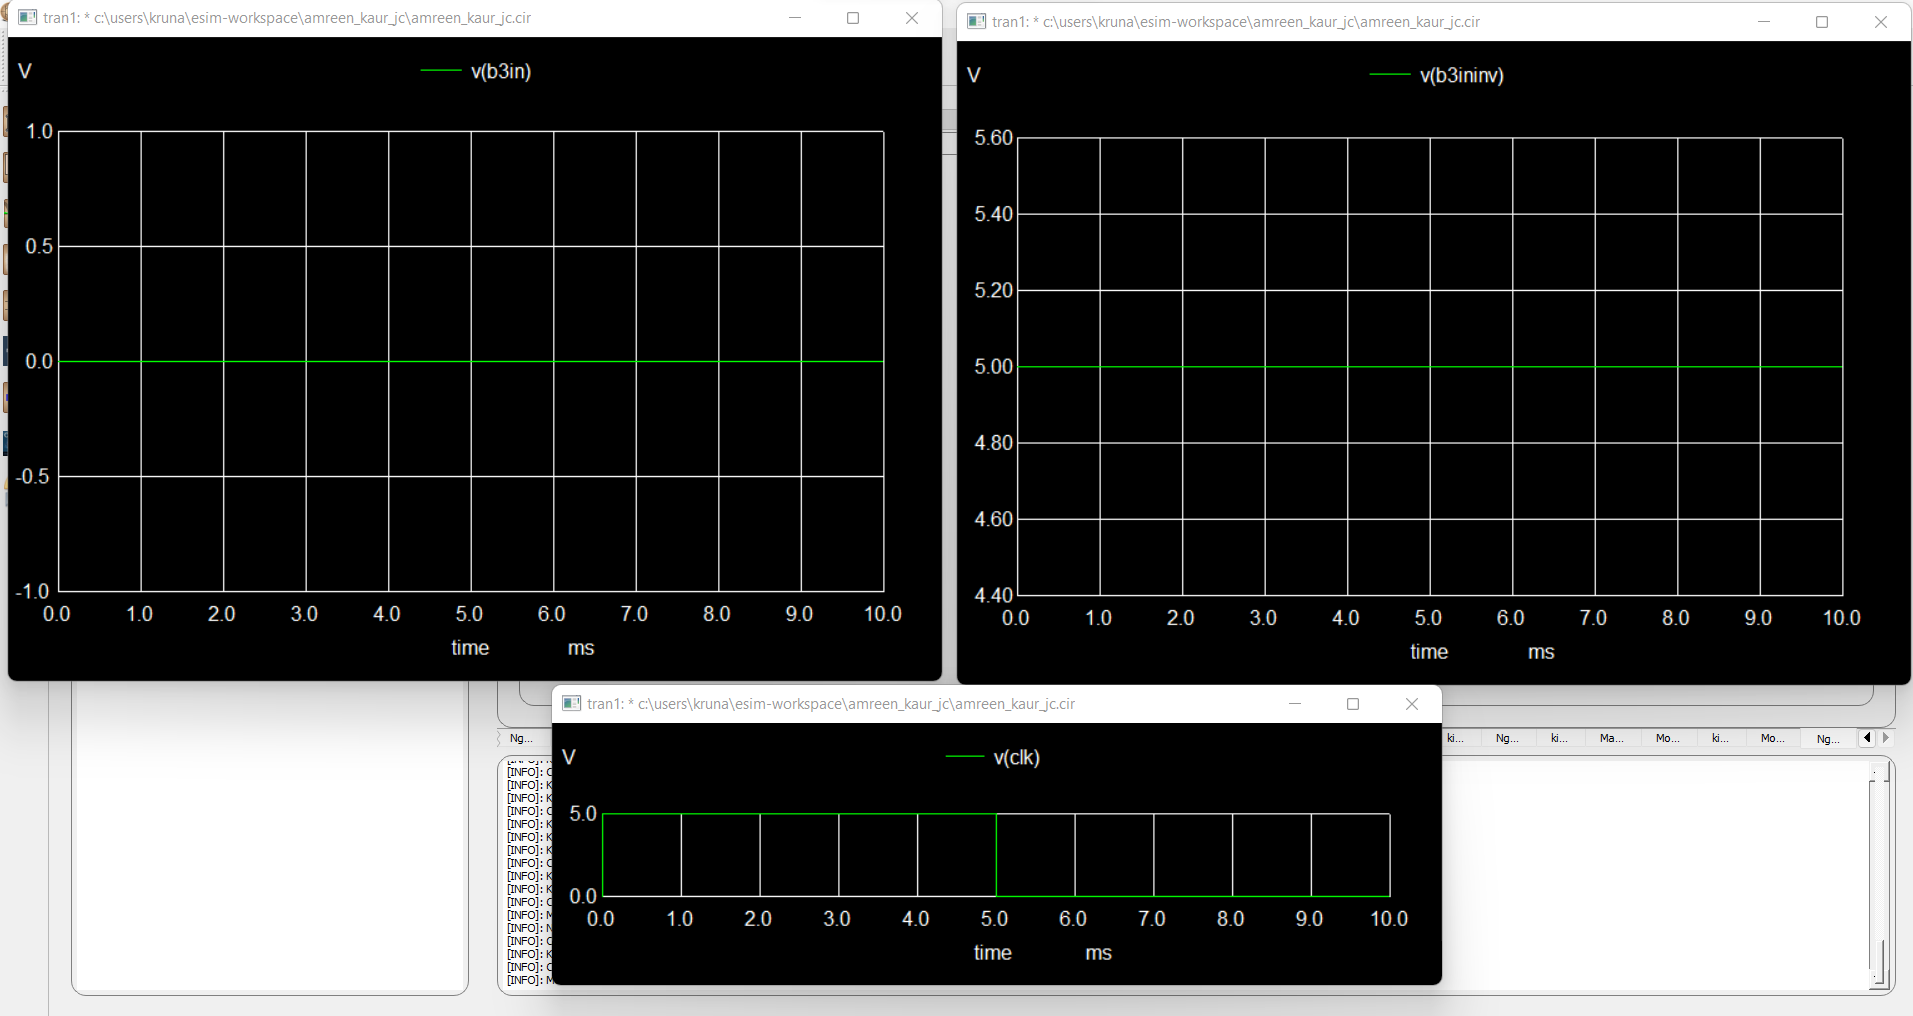 tran1: * c:\users\kruna\esim-workspace\amreen_kaur_jc\amreen_kaur_jc.cir
V
v(b3in)
1.0
0.5
0.0
-0.5
-1.0
0.0 1.0 2.0 3.0 4.0 5.0 6.0 7.0 8.0 9.0 10.0
time ms
tran1: * c:\users\kruna\esim-workspace\amreen_kaur_jc\amreen_kaur_jc.cir
V
v(b3ininv)
5.60
5.40
5.20
5.00
4.80
4.60
4.40
0.0 1.0 2.0 3.0 4.0 5.0 6.0 7.0 8.0 9.0 10.0
time ms
tran1: * c:\users\kruna\esim-workspace\amreen_kaur_jc\amreen_kaur_jc.cir
V
v(clk)
5.0
0.0
0.0 1.0 2.0 3.0 4.0 5.0 6.0 7.0 8.0 9.0 10.0
time ms
Ng... ki... Ng... ki... Ma... Mo... ki... Mo... Ng...
[INFO]: C
[INFO]: K
[INFO]: K
[INFO]: C
[INFO]: K
[INFO]: K
[INFO]: K
[INFO]: C
[INFO]: K
[INFO]: K
[INFO]: C
[INFO]: M
[INFO]: N
[INFO]: C
[INFO]: K
[INFO]: C
[INFO]: M